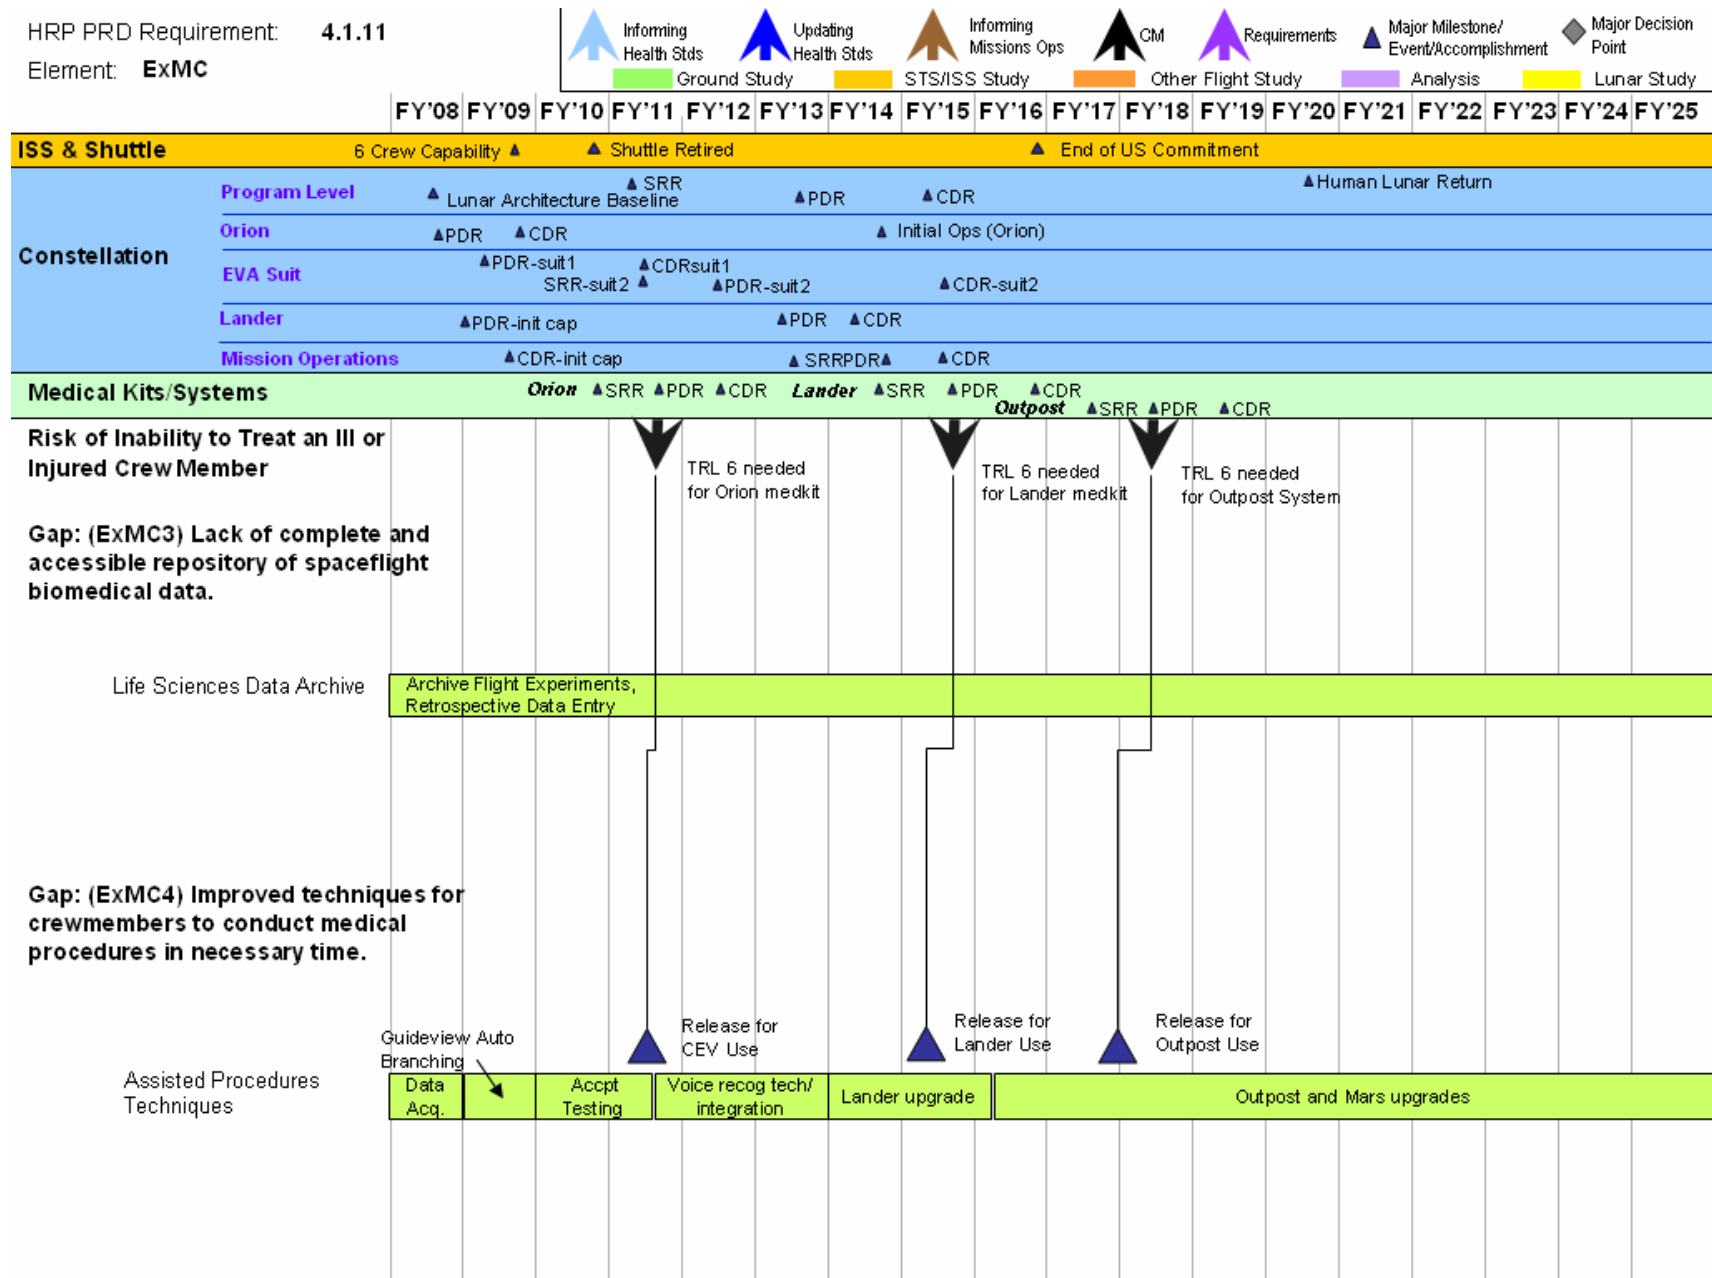 HRP PRD Requirement: 4.1.11
Element: ExMC
Informing
Health Stds
Updating
Health Stds
Informing
Missions Ops
CM
Requirements
Major Milestone/
Event/Accomplishment
Major Decision
Point
Ground Study
STS/ISS Study
Other Flight Study
Analysis
Lunar Study
FY'08 FY'09 FY'10 FY'11 FY'12 FY'13 FY'14 FY'15 FY'16 FY'17 FY'18 FY'19 FY'20 FY'21 FY'22 FY'23 FY'24 FY'25
ISS & Shuttle
6 Crew Capability
Shuttle Retired
End of US Commitment
Constellation
Program Level
Lunar Architecture Baseline
SRR
PDR
CDR
Human Lunar Return
Orion
PDR
CDR
Initial Ops (Orion)
EVA Suit
PDR-suit1
CDRsuit1
SRR-suit2
PDR-suit2
CDR-suit2
Lander
PDR-init cap
PDR
CDR
Mission Operations
CDR-init cap
SRRPDR
CDR
Medical Kits/Systems
Orion SRR PDR CDR
Lander SRR PDR CDR
Outpost SRR PDR CDR
Risk of Inability to Treat an Ill or
Injured Crew Member
TRL 6 needed
for Orion medkit
TRL 6 needed
for Lander medkit
TRL 6 needed
for Outpost System
Gap: (ExMC3) Lack of complete and
accessible repository of spaceflight
biomedical data.
Life Sciences Data Archive
Archive Flight Experiments,
Retrospective Data Entry
Gap: (ExMC4) Improved techniques for
crewmembers to conduct medical
procedures in necessary time.
Guideview Auto
Branching
Release for
CEV Use
Release for
Lander Use
Release for
Outpost Use
Assisted Procedures
Techniques
Data
Acq.
Accpt
Testing
Voice recog tech/
integration
Lander upgrade
Outpost and Mars upgrades